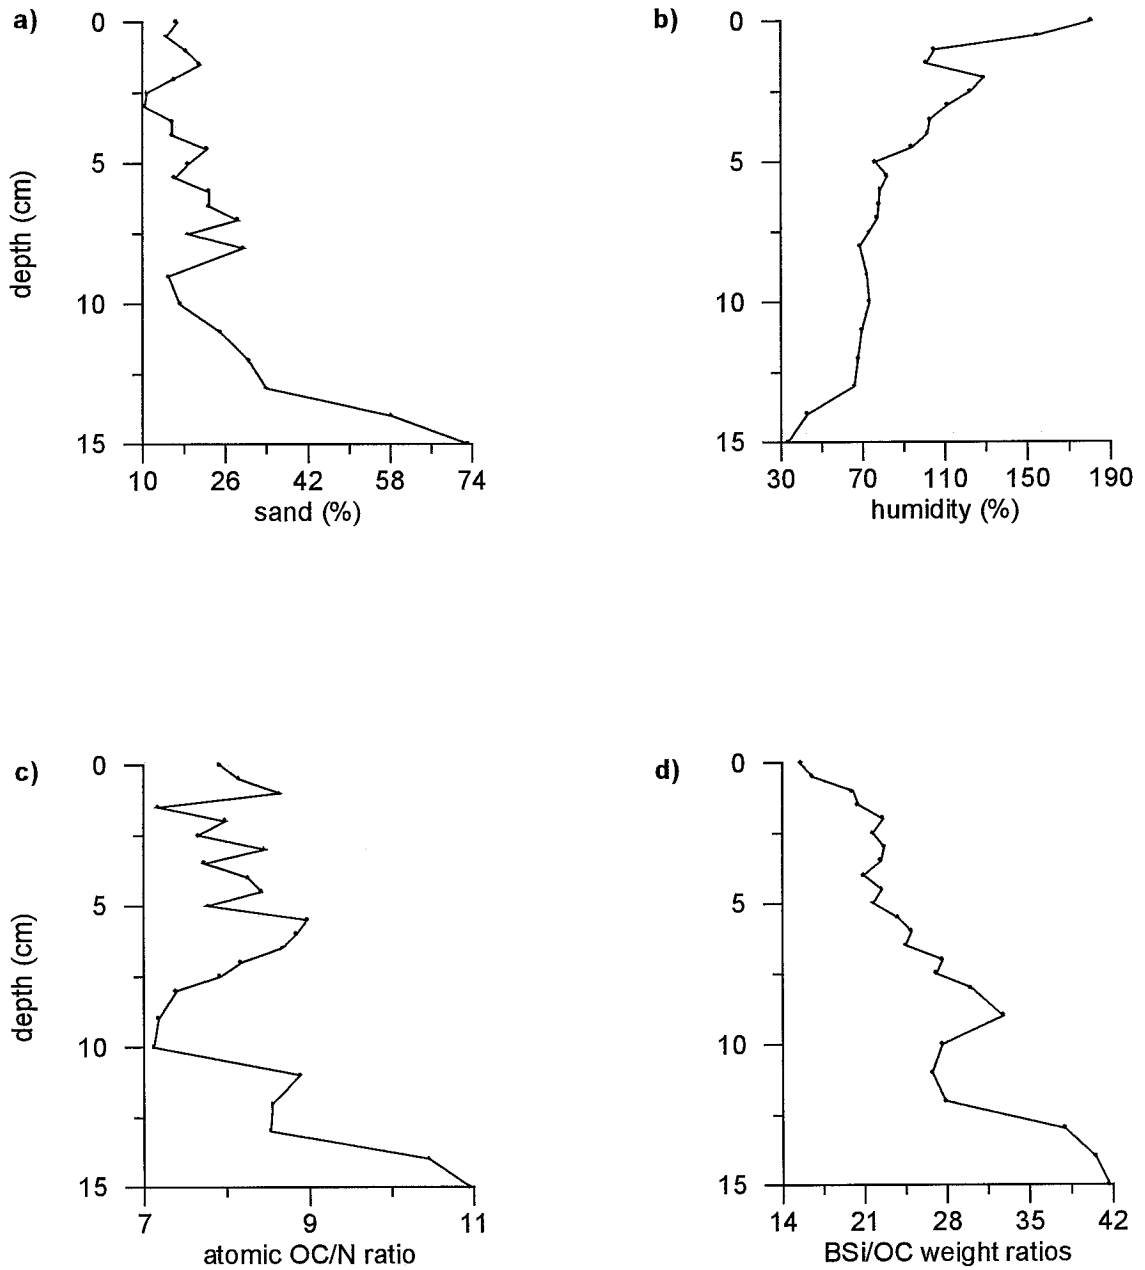 a)
0
5
10
15
depth (cm)
10 26 42 58 74
sand (%)
b)
0
5
10
15
30 70 110 150 190
humidity (%)
c)
0
5
10
15
depth (cm)
7 9 11
atomic OC/N ratio
d)
0
5
10
15
14 21 28 35 42
BSi/OC weight ratios